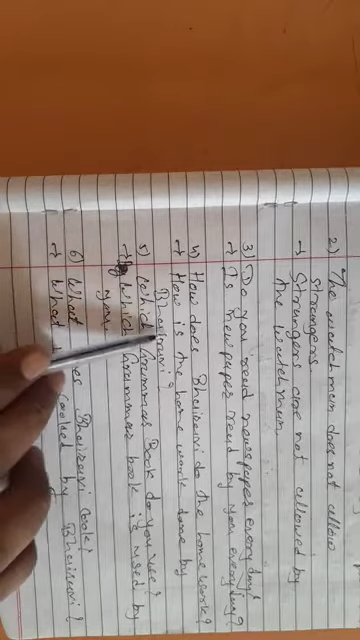 2) The watchman does not allow
strangers
→ Strangers are not allowed by
the watchman.
3) Do you read newspaper everyday?
→ Is newspaper read by you everyday?
4) How does Bhairavi do the home work?
→ How is the home work done by
Bhairavi?
5) Which Grammar Book do you use?
→ Which Grammar book is used by
you.
6) What Bhairavi Cook?
→ What cooked by Bhairavi?